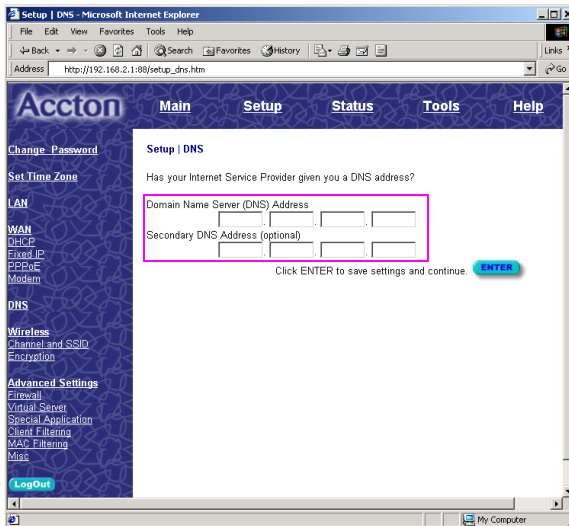 Setup | DNS - Microsoft Internet Explorer
File Edit View Favorites Tools Help
Back Search Favorites History Links
Address http://192.168.2.1:88/setup_dns.htm Go
Accton Main Setup Status Tools Help
Change Password
Set Time Zone
LAN
WAN
DHCP
Fixed IP
PPPoE
Modem
DNS
Wireless
Channel and SSID
Encryption
Advanced Settings
Firewall
Virtual Server
Special Application
Client Filtering
MAC Filtering
Misc
LogOut
Setup | DNS
Has your Internet Service Provider given you a DNS address?
Domain Name Server (DNS) Address
. . .
Secondary DNS Address (optional)
. . .
Click ENTER to save settings and continue. ENTER
My Computer